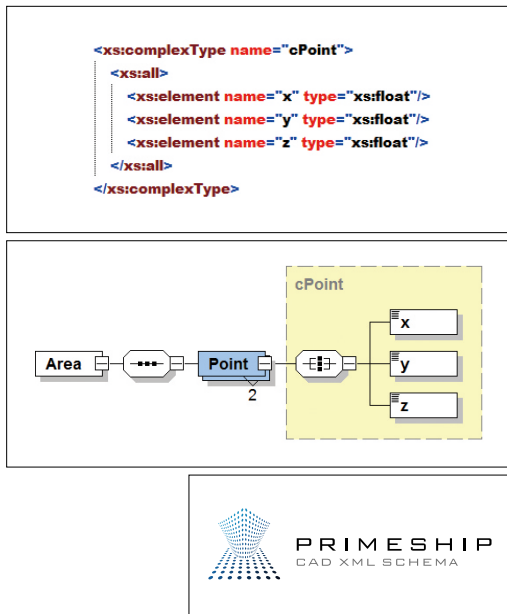 <xs:complexType name="cPoint">
<xs:all>
<xs:element name="x" type="xs:float"/>
<xs:element name="y" type="xs:float"/>
<xs:element name="z" type="xs:float"/>
</xs:all>
</xs:complexType>
cPoint
x
Area
Point
y
2
z
PRIMESHIP
CAD XML SCHEMA